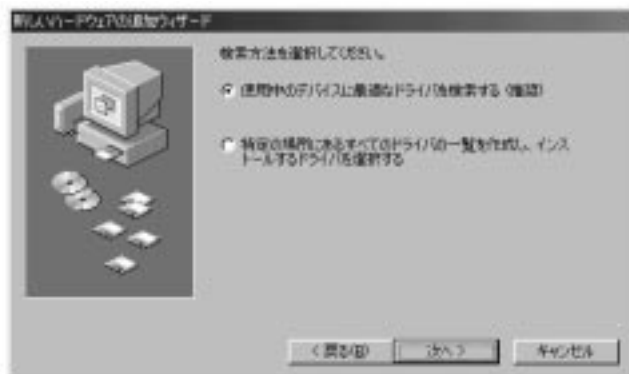 新しいハードウェアの追加ウィザード
検索方法を選択してください。
使用中のデバイスに最適なドライバを検索する (推奨)
特定の場所にあるすべてのドライバの一覧を作成し、インス
トールするドライバを選択する
< 戻る(B)
次へ >
キャンセル